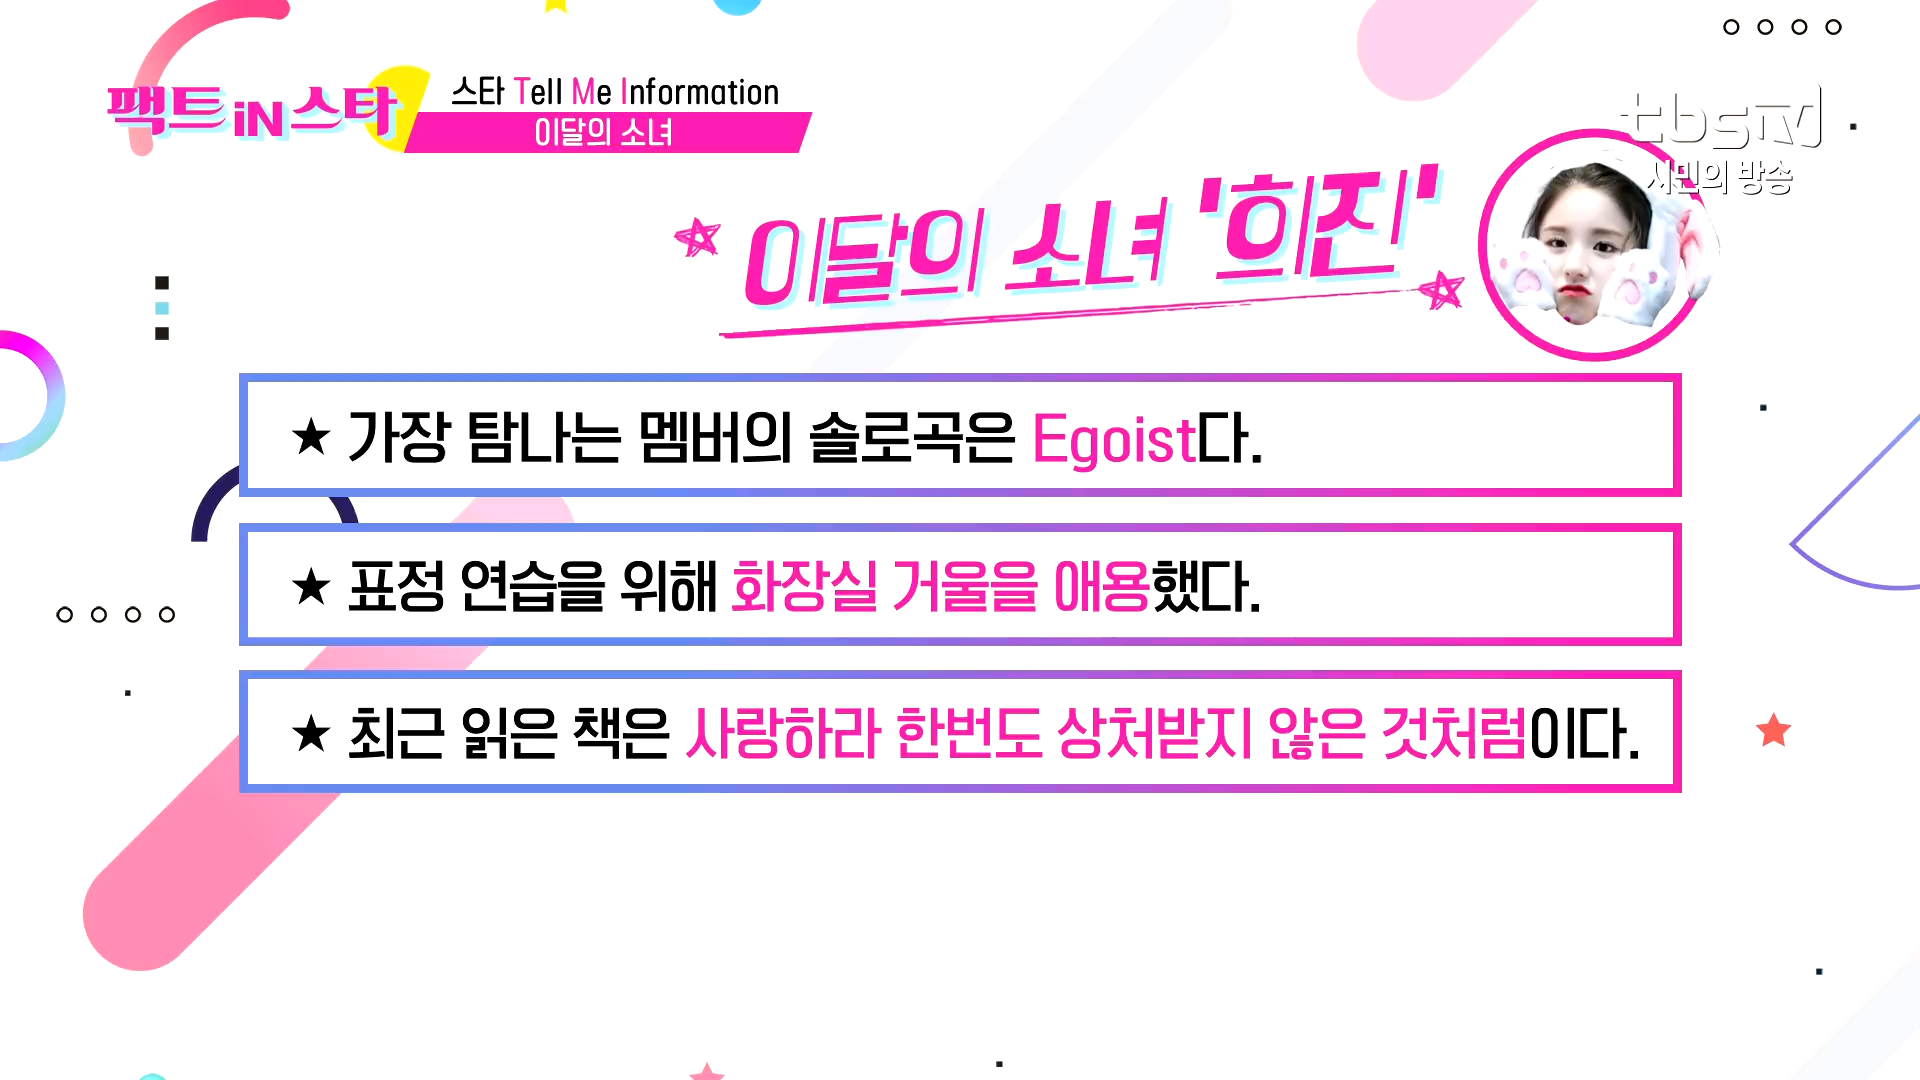 팩트 iN 스타
스타 Tell Me Information
이달의 소녀
tbs TV
시민의 방송
이달의 소녀 '희진'
★ 가장 탐나는 멤버의 솔로곡은 Egoist다.
★ 표정 연습을 위해 화장실 거울을 애용했다.
★ 최근 읽은 책은 사랑하라 한번도 상처받지 않은 것처럼이다.